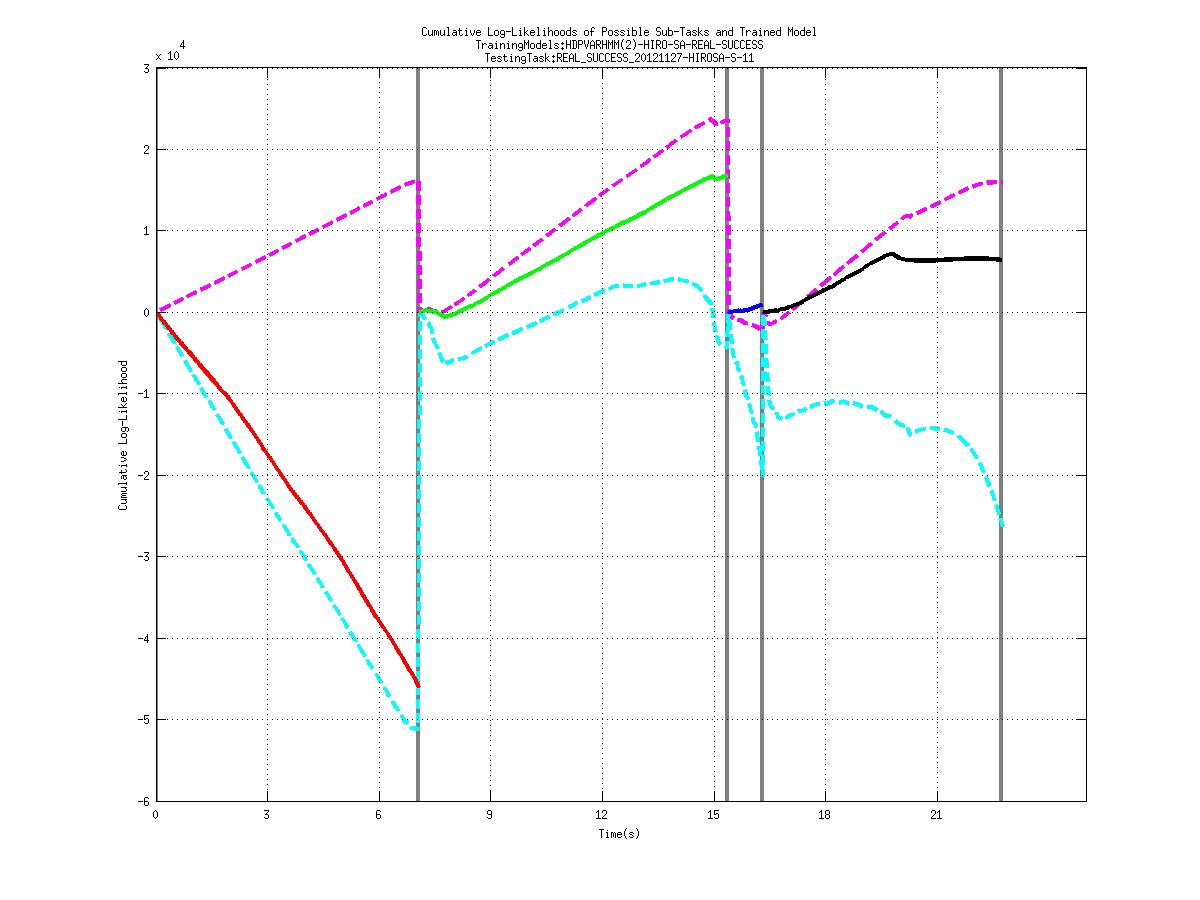 Cumulative Log-Likelihoods of Possible Sub-Tasks and Trained Model
TrainingModels:HDPVARHMM(2)-HIRO-SA-REAL-SUCCESS
TestingTask:REAL_SUCCESS_20121127-HIROSA-S-11
x 10^4
3
2
1
0
-1
-2
-3
-4
-5
-6
Cumulative Log-Likelihood
0 3 6 9 12 15 18 21
Time(s)